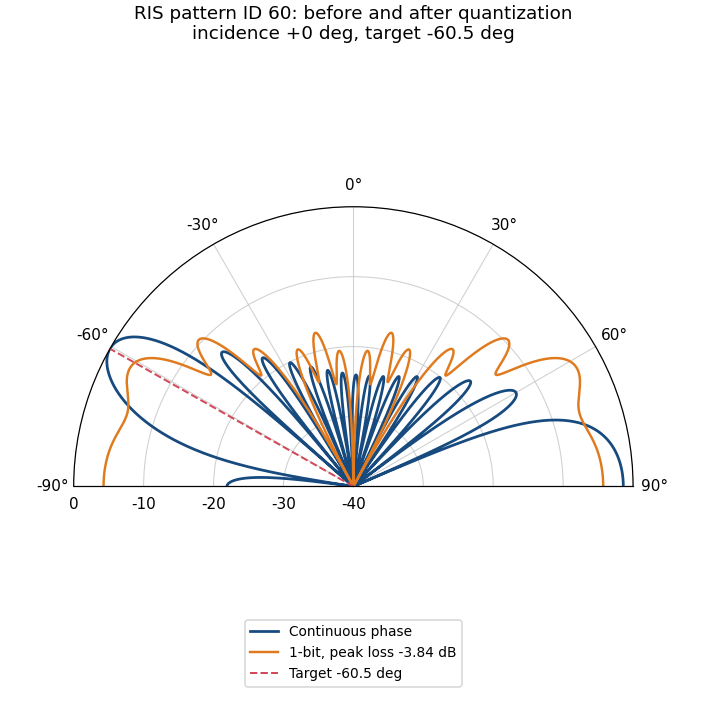 RIS pattern ID 60: before and after quantization
incidence +0 deg, target -60.5 deg
0°
-30°
30°
-60°
60°
-90°
90°
0
-10
-20
-30
-40
Continuous phase
1-bit, peak loss -3.84 dB
Target -60.5 deg